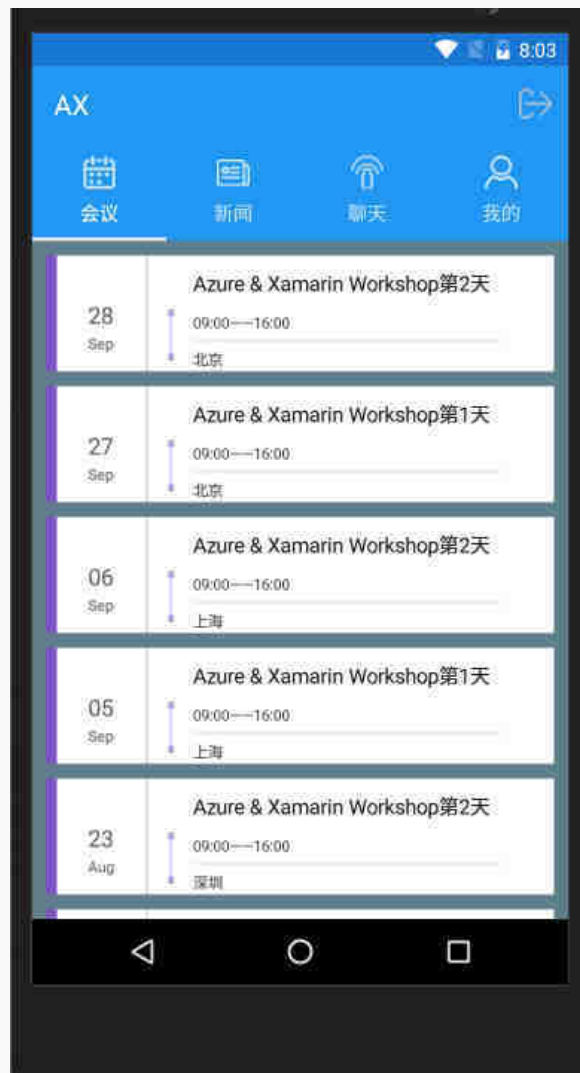 8:03
AX
会议 新闻 聊天 我的
Azure & Xamarin Workshop第2天
28
Sep
09:00——16:00
北京
Azure & Xamarin Workshop第1天
27
Sep
09:00——16:00
北京
Azure & Xamarin Workshop第2天
06
Sep
09:00——16:00
上海
Azure & Xamarin Workshop第1天
05
Sep
09:00——16:00
上海
Azure & Xamarin Workshop第2天
23
Aug
09:00——16:00
深圳